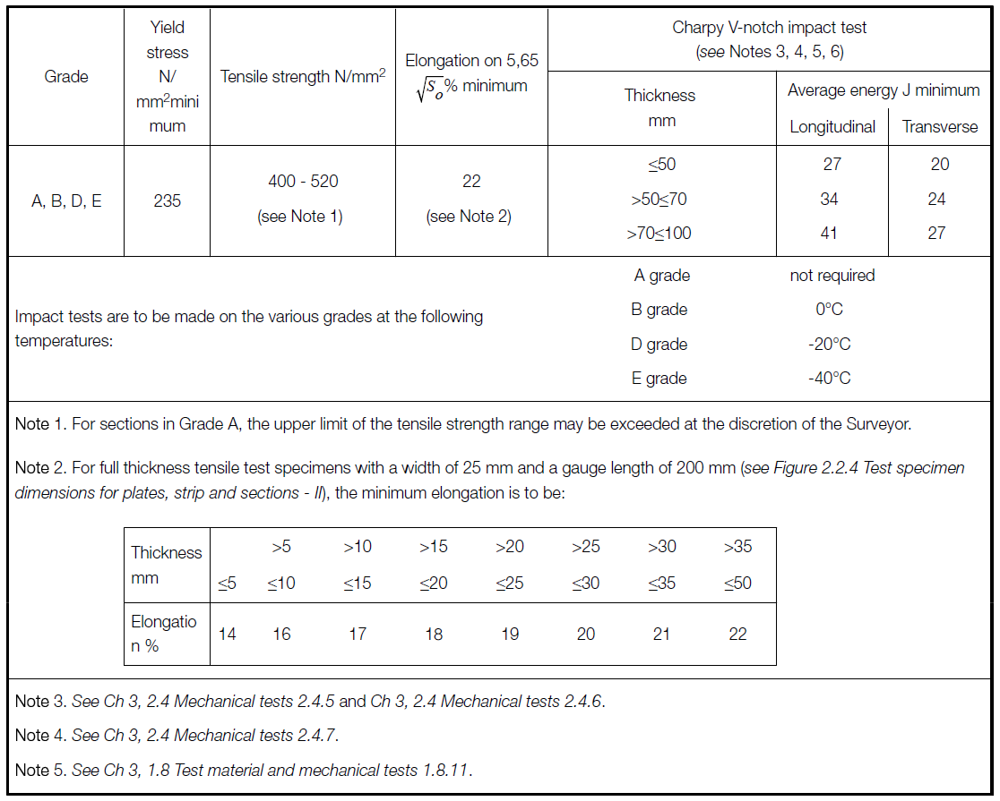 Grade
Yield
stress
N/
mm²mini
mum
Tensile strength N/mm²
Elongation on 5,65
√Sₒ% minimum
Charpy V-notch impact test
(see Notes 3, 4, 5, 6)
Thickness
mm
Average energy J minimum
Longitudinal Transverse
A, B, D, E
235
400 - 520
(see Note 1)
22
(see Note 2)
≤50 27 20
>50≤70 34 24
>70≤100 41 27
Impact tests are to be made on the various grades at the following
temperatures:
A grade not required
B grade 0°C
D grade -20°C
E grade -40°C
Note 1. For sections in Grade A, the upper limit of the tensile strength range may be exceeded at the discretion of the Surveyor.
Note 2. For full thickness tensile test specimens with a width of 25 mm and a gauge length of 200 mm (see Figure 2.2.4 Test specimen
dimensions for plates, strip and sections - II), the minimum elongation is to be:
Thickness
mm
>5 >10 >15 >20 >25 >30 >35
≤5 ≤10 ≤15 ≤20 ≤25 ≤30 ≤35 ≤50
Elongatio
n %
14 16 17 18 19 20 21 22
Note 3. See Ch 3, 2.4 Mechanical tests 2.4.5 and Ch 3, 2.4 Mechanical tests 2.4.6.
Note 4. See Ch 3, 2.4 Mechanical tests 2.4.7.
Note 5. See Ch 3, 1.8 Test material and mechanical tests 1.8.11.